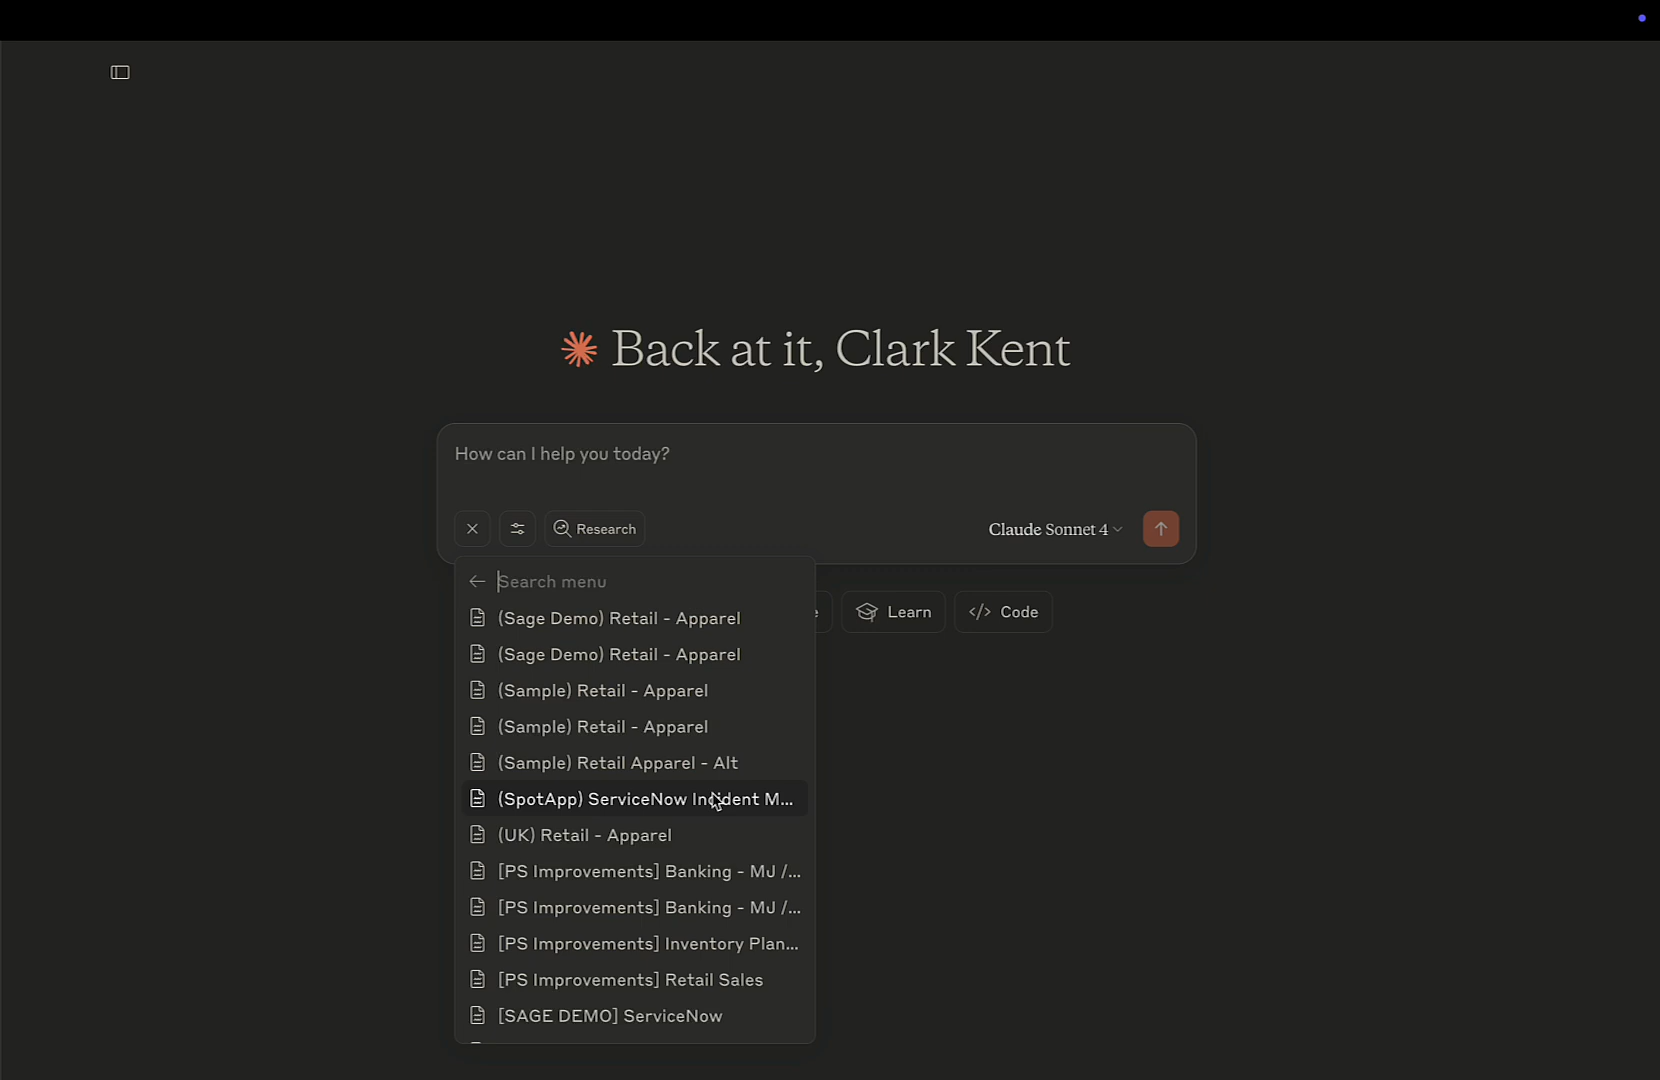 Back at it, Clark Kent
How can I help you today?
Research
Claude Sonnet 4
Search menu
(Sage Demo) Retail - Apparel
(Sage Demo) Retail - Apparel
(Sample) Retail - Apparel
(Sample) Retail - Apparel
(Sample) Retail Apparel - Alt
(SpotApp) ServiceNow Incident M...
(UK) Retail - Apparel
[PS Improvements] Banking - MJ /...
[PS Improvements] Banking - MJ /...
[PS Improvements] Inventory Plan...
[PS Improvements] Retail Sales
[SAGE DEMO] ServiceNow
Learn
</> Code